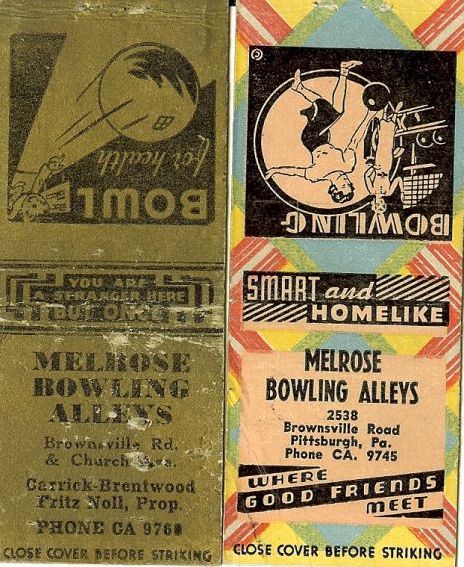 BOWL
for health
YOU ARE
A STRANGER HERE
BUT ONCE
MELROSE
BOWLING
ALLEYS
Brownsville Rd.
& Church Ave.
Carrick-Brentwood
Fritz Noll, Prop.
PHONE CA 9760
CLOSE COVER BEFORE STRIKING
©
BOWLING
SMART and
HOMELIKE
MELROSE
BOWLING ALLEYS
2538
Brownsville Road
Pittsburgh, Pa.
Phone CA. 9745
WHERE
GOOD FRIENDS
MEET
CLOSE COVER BEFORE STRIKING